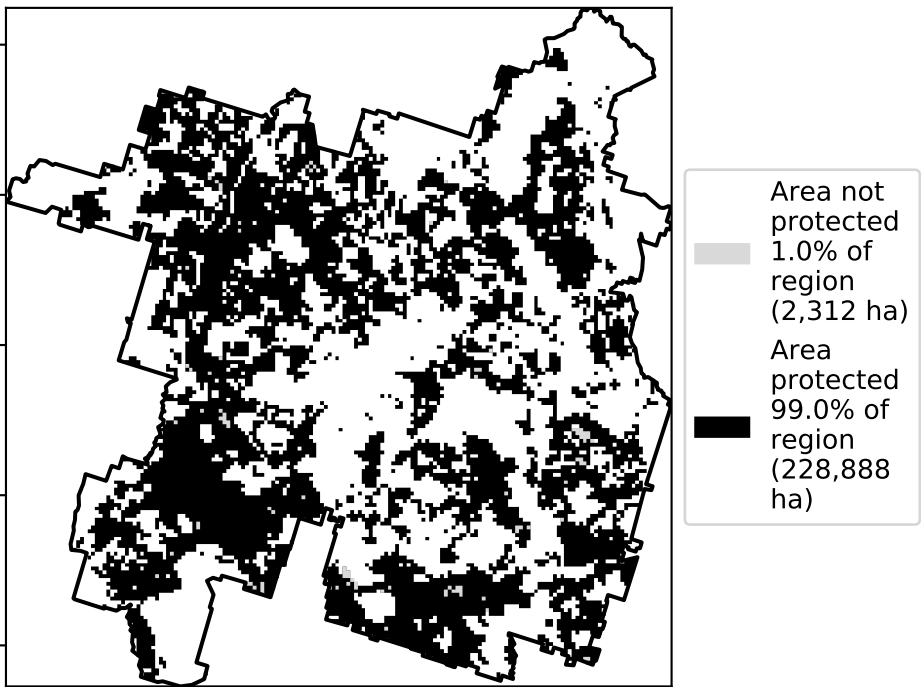 Area not
protected
1.0% of
region
(2,312 ha)
Area
protected
99.0% of
region
(228,888
ha)